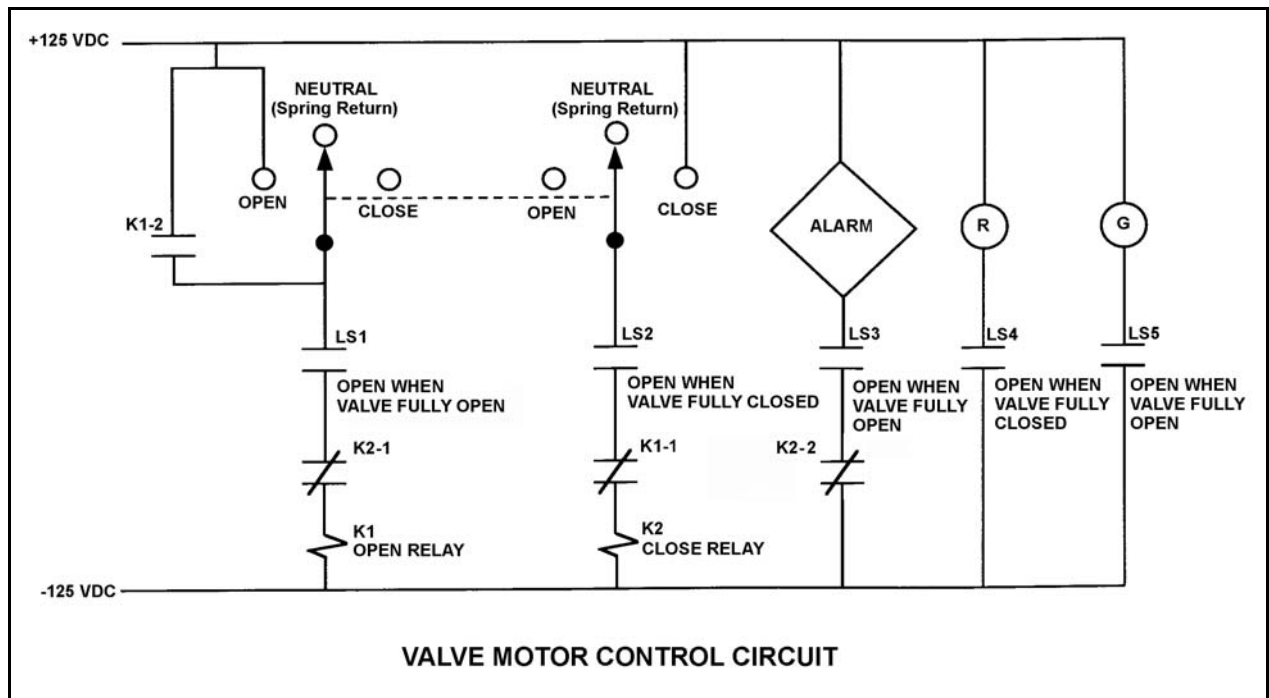 +125 VDC
NEUTRAL
(Spring Return)
NEUTRAL
(Spring Return)
OPEN
CLOSE
OPEN
CLOSE
K1-2
ALARM
R
G
LS1
OPEN WHEN
VALVE FULLY OPEN
LS2
OPEN WHEN
VALVE FULLY CLOSED
LS3
OPEN WHEN
VALVE FULLY
OPEN
LS4
OPEN WHEN
VALVE FULLY
CLOSED
LS5
OPEN WHEN
VALVE FULLY
OPEN
K2-1
K1-1
K2-2
K1
OPEN RELAY
K2
CLOSE RELAY
-125 VDC
VALVE MOTOR CONTROL CIRCUIT